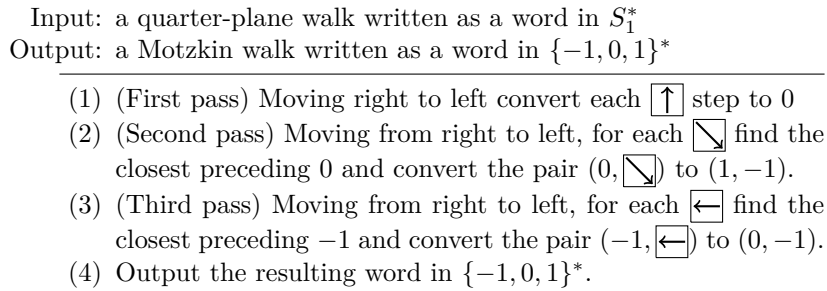 Input: a quarter-plane walk written as a word in $S_1^*$
Output: a Motzkin walk written as a word in $\{-1, 0, 1\}^*$
(1) (First pass) Moving right to left convert each ↑ step to 0
(2) (Second pass) Moving from right to left, for each ↘ find the
closest preceding 0 and convert the pair (0, ↘) to (1, −1).
(3) (Third pass) Moving from right to left, for each ← find the
closest preceding −1 and convert the pair (−1, ←) to (0, −1).
(4) Output the resulting word in $\{-1, 0, 1\}^*$.